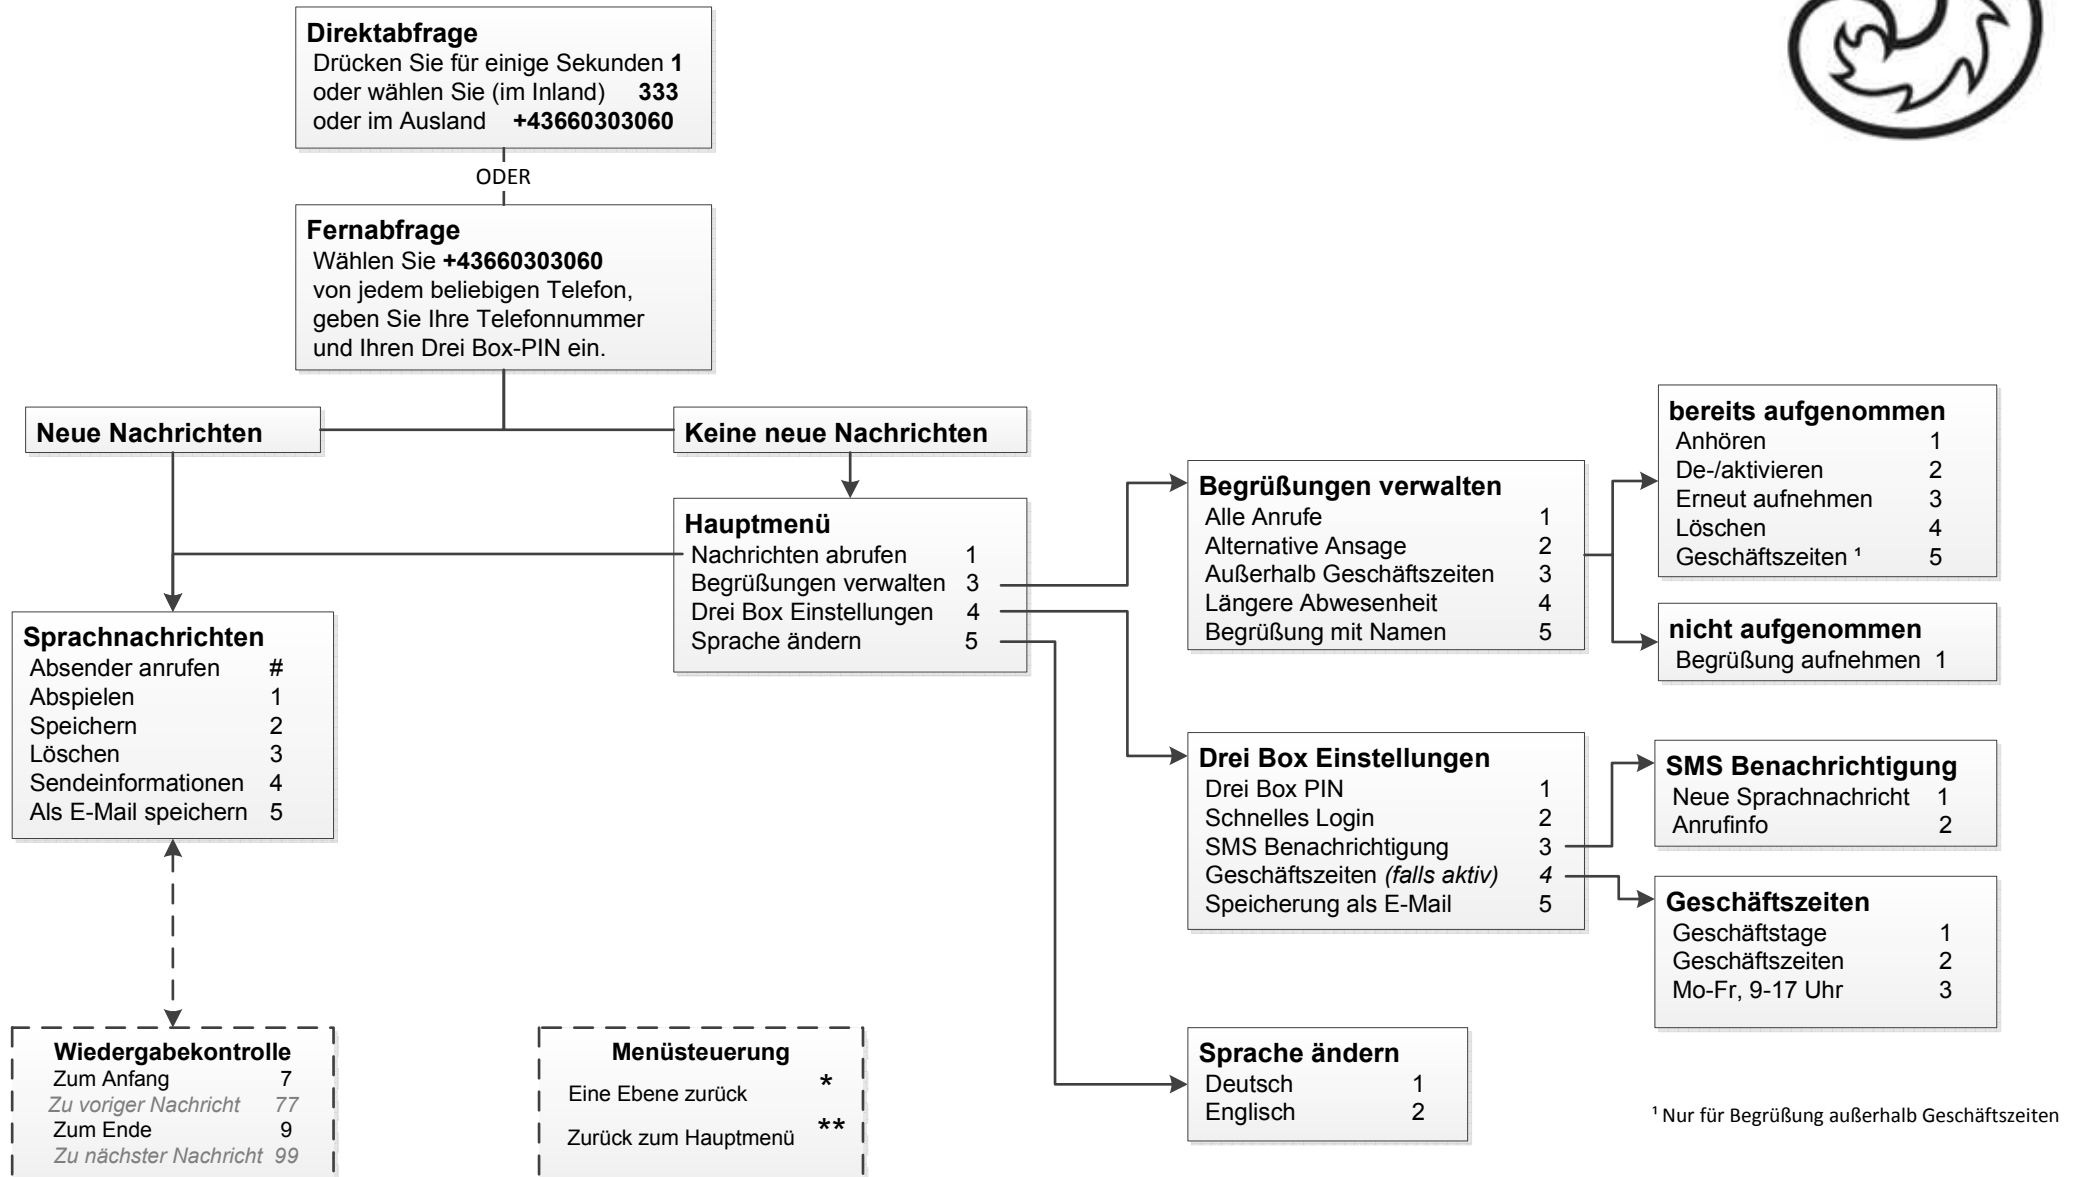 Direktabfrage
Drücken Sie für einige Sekunden 1
oder wählen Sie (im Inland) 333
oder im Ausland +43660303060
ODER
Fernabfrage
Wählen Sie +43660303060
von jedem beliebigen Telefon,
geben Sie Ihre Telefonnummer
und Ihren Drei Box-PIN ein.
Neue Nachrichten
Keine neue Nachrichten
Hauptmenü
Nachrichten abrufen 1
Begrüßungen verwalten 3
Drei Box Einstellungen 4
Sprache ändern 5
Sprachnachrichten
Absender anrufen #
Abspielen 1
Speichern 2
Löschen 3
Sendeinformationen 4
Als E-Mail speichern 5
Wiedergabekontrolle
Zum Anfang 7
Zu voriger Nachricht 77
Zum Ende 9
Zu nächster Nachricht 99
Menüsteuerung
Eine Ebene zurück *
Zurück zum Hauptmenü **
Begrüßungen verwalten
Alle Anrufe 1
Alternative Ansage 2
Außerhalb Geschäftszeiten 3
Längere Abwesenheit 4
Begrüßung mit Namen 5
bereits aufgenommen
Anhören 1
De-/aktivieren 2
Erneut aufnehmen 3
Löschen 4
Geschäftszeiten ¹ 5
nicht aufgenommen
Begrüßung aufnehmen 1
Drei Box Einstellungen
Drei Box PIN 1
Schnelles Login 2
SMS Benachrichtigung 3
Geschäftszeiten (falls aktiv) 4
Speicherung als E-Mail 5
SMS Benachrichtigung
Neue Sprachnachricht 1
Anrufinfo 2
Geschäftszeiten
Geschäftstage 1
Geschäftszeiten 2
Mo-Fr, 9-17 Uhr 3
Sprache ändern
Deutsch 1
Englisch 2
¹ Nur für Begrüßung außerhalb Geschäftszeiten